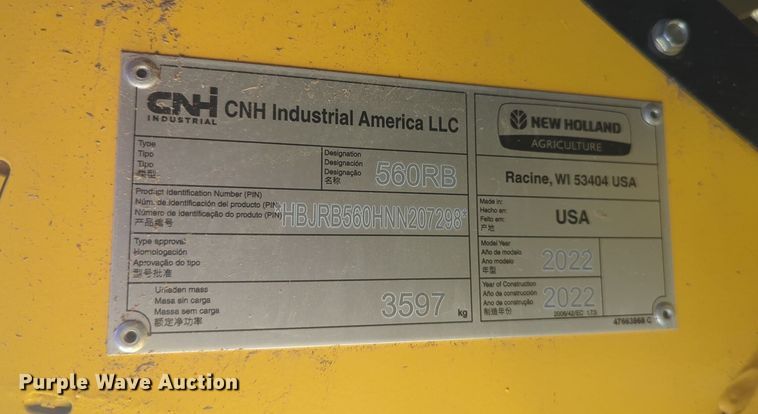 CNH
INDUSTRIAL
CNH Industrial America LLC
Type
Tipo
Tipo
类型
Designation
Designación
Designação
名称
560RB
Product Identification Number (PIN)
Núm. de identificación del producto (PIN)
Número de identificação do produto (PIN)
产品编号
*HBJRB560HNN207298*
Type approval
Homologación
Aprovação do tipo
型号批准
Unladen mass
Masa sin carga
Massa sem carga
额定净功率
3597 kg
NEW HOLLAND
AGRICULTURE
Racine, WI 53404 USA
Made in:
Hecho en:
Feito em:
产地
USA
Model Year
Año de modelo
Ano modelo
年型
2022
Year of Construction
Año de construcción
Ano de construção
制造年份
2022
2006/42/EC
47663868 C
Purple Wave Auction